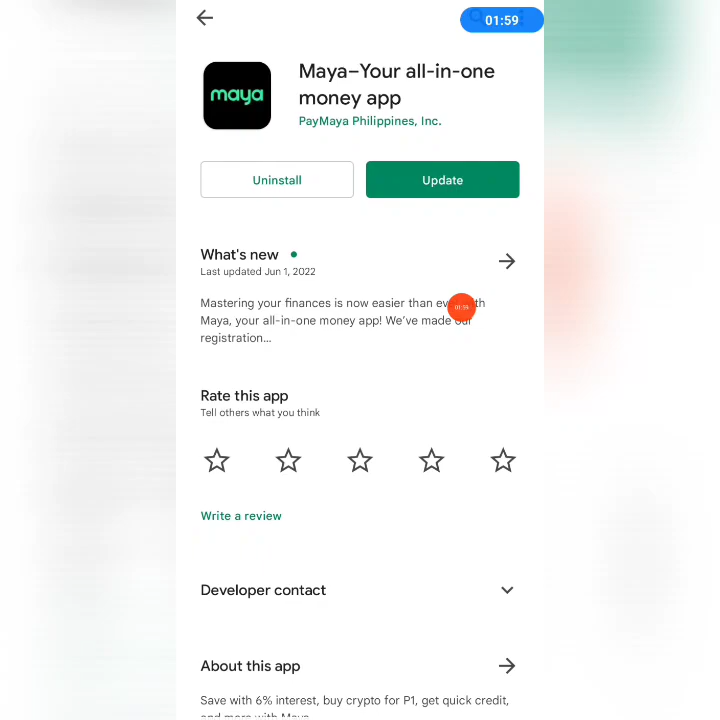 01:59
maya
Maya–Your all-in-one
money app
PayMaya Philippines, Inc.
Uninstall
Update
What's new
Last updated Jun 1, 2022
Mastering your finances is now easier than ev th
Maya, your all-in-one money app! We've made our
registration...
Rate this app
Tell others what you think
Write a review
Developer contact
About this app
Save with 6% interest, buy crypto for P1, get quick credit,
and more with Maya